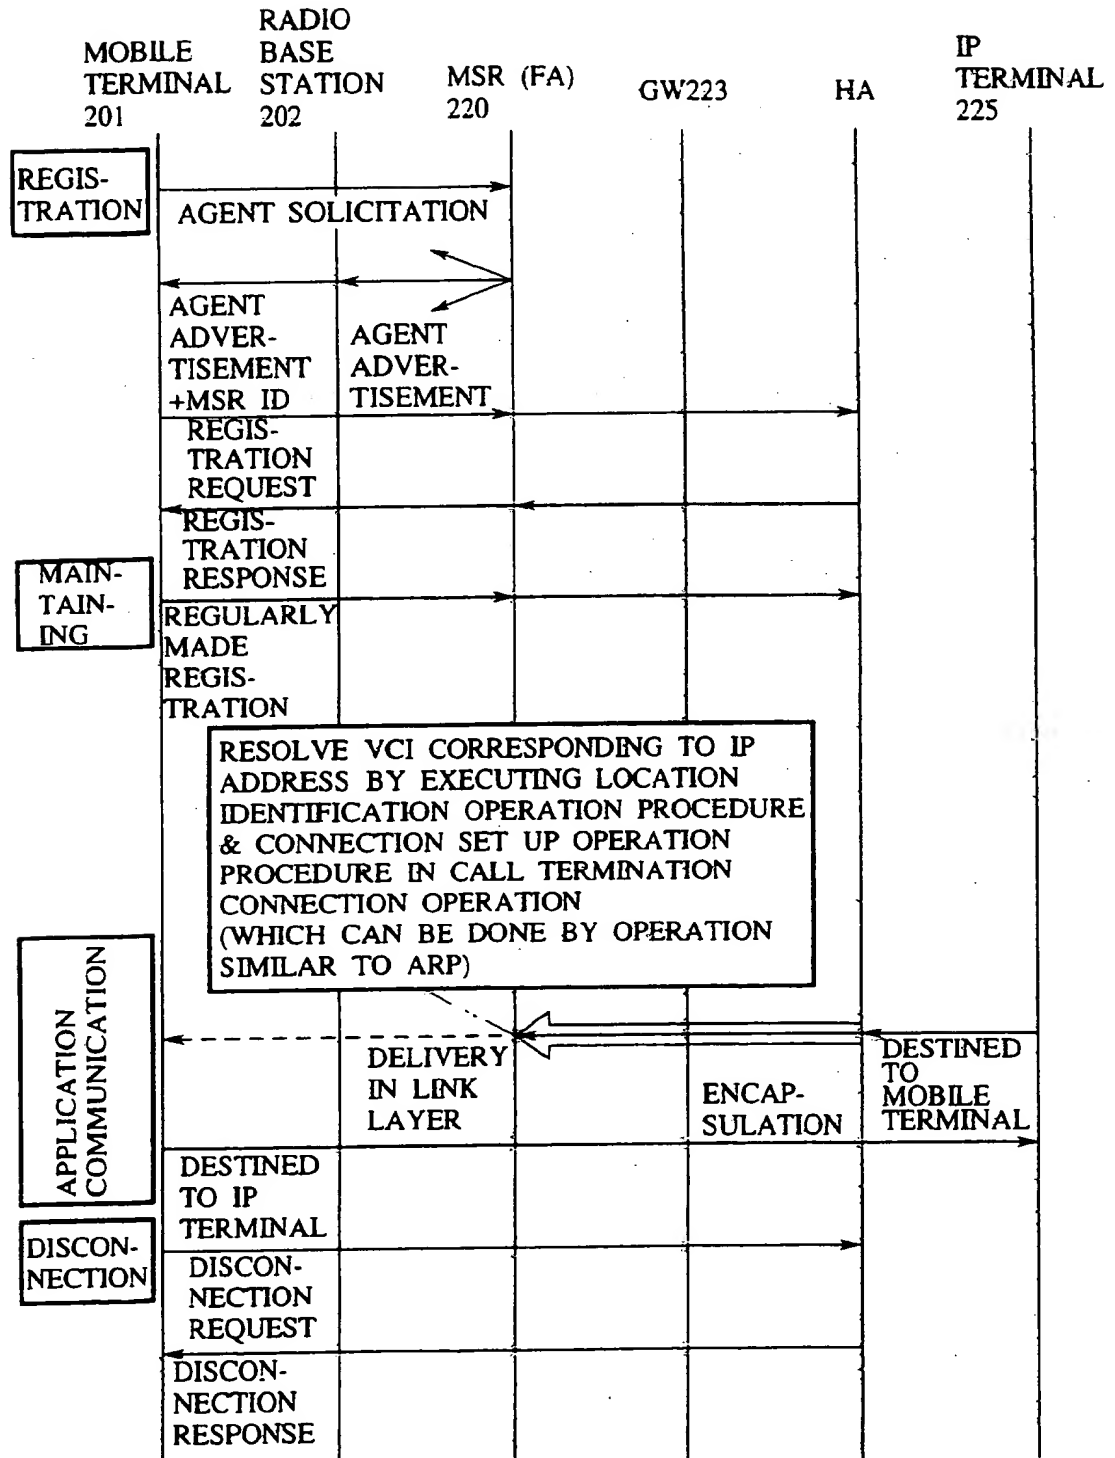 MOBILE
TERMINAL
201
RADIO
BASE
STATION
202
MSR (FA)
220
GW223
HA
IP
TERMINAL
225
REGIS-
TRATION
AGENT SOLICITATION
AGENT
ADVER-
TISEMENT
+MSR ID
AGENT
ADVER-
TISEMENT
REGIS-
TRATION
REQUEST
REGIS-
TRATION
RESPONSE
MAIN-
TAIN-
ING
REGULARLY
MADE
REGIS-
TRATION
RESOLVE VCI CORRESPONDING TO IP
ADDRESS BY EXECUTING LOCATION
IDENTIFICATION OPERATION PROCEDURE
& CONNECTION SET UP OPERATION
PROCEDURE IN CALL TERMINATION
CONNECTION OPERATION
(WHICH CAN BE DONE BY OPERATION
SIMILAR TO ARP)
APPLICATION
COMMUNICATION
DELIVERY
IN LINK
LAYER
ENCAP-
SULATION
DESTINED
TO
MOBILE
TERMINAL
DESTINED
TO IP
TERMINAL
DISCON-
NECTION
DISCON-
NECTION
REQUEST
DISCON-
NECTION
RESPONSE